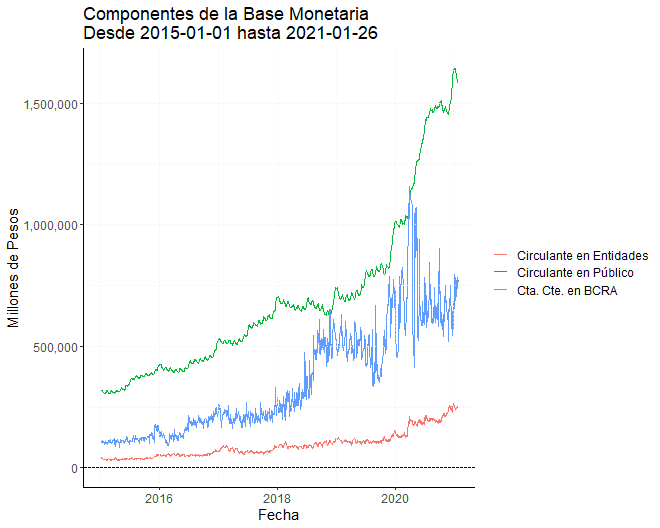 Componentes de la Base Monetaria
Desde 2015-01-01 hasta 2021-01-26
Millones de Pesos
1,500,000
1,000,000
500,000
0
2016
2018
2020
Fecha
Circulante en Entidades
Circulante en Público
Cta. Cte. en BCRA